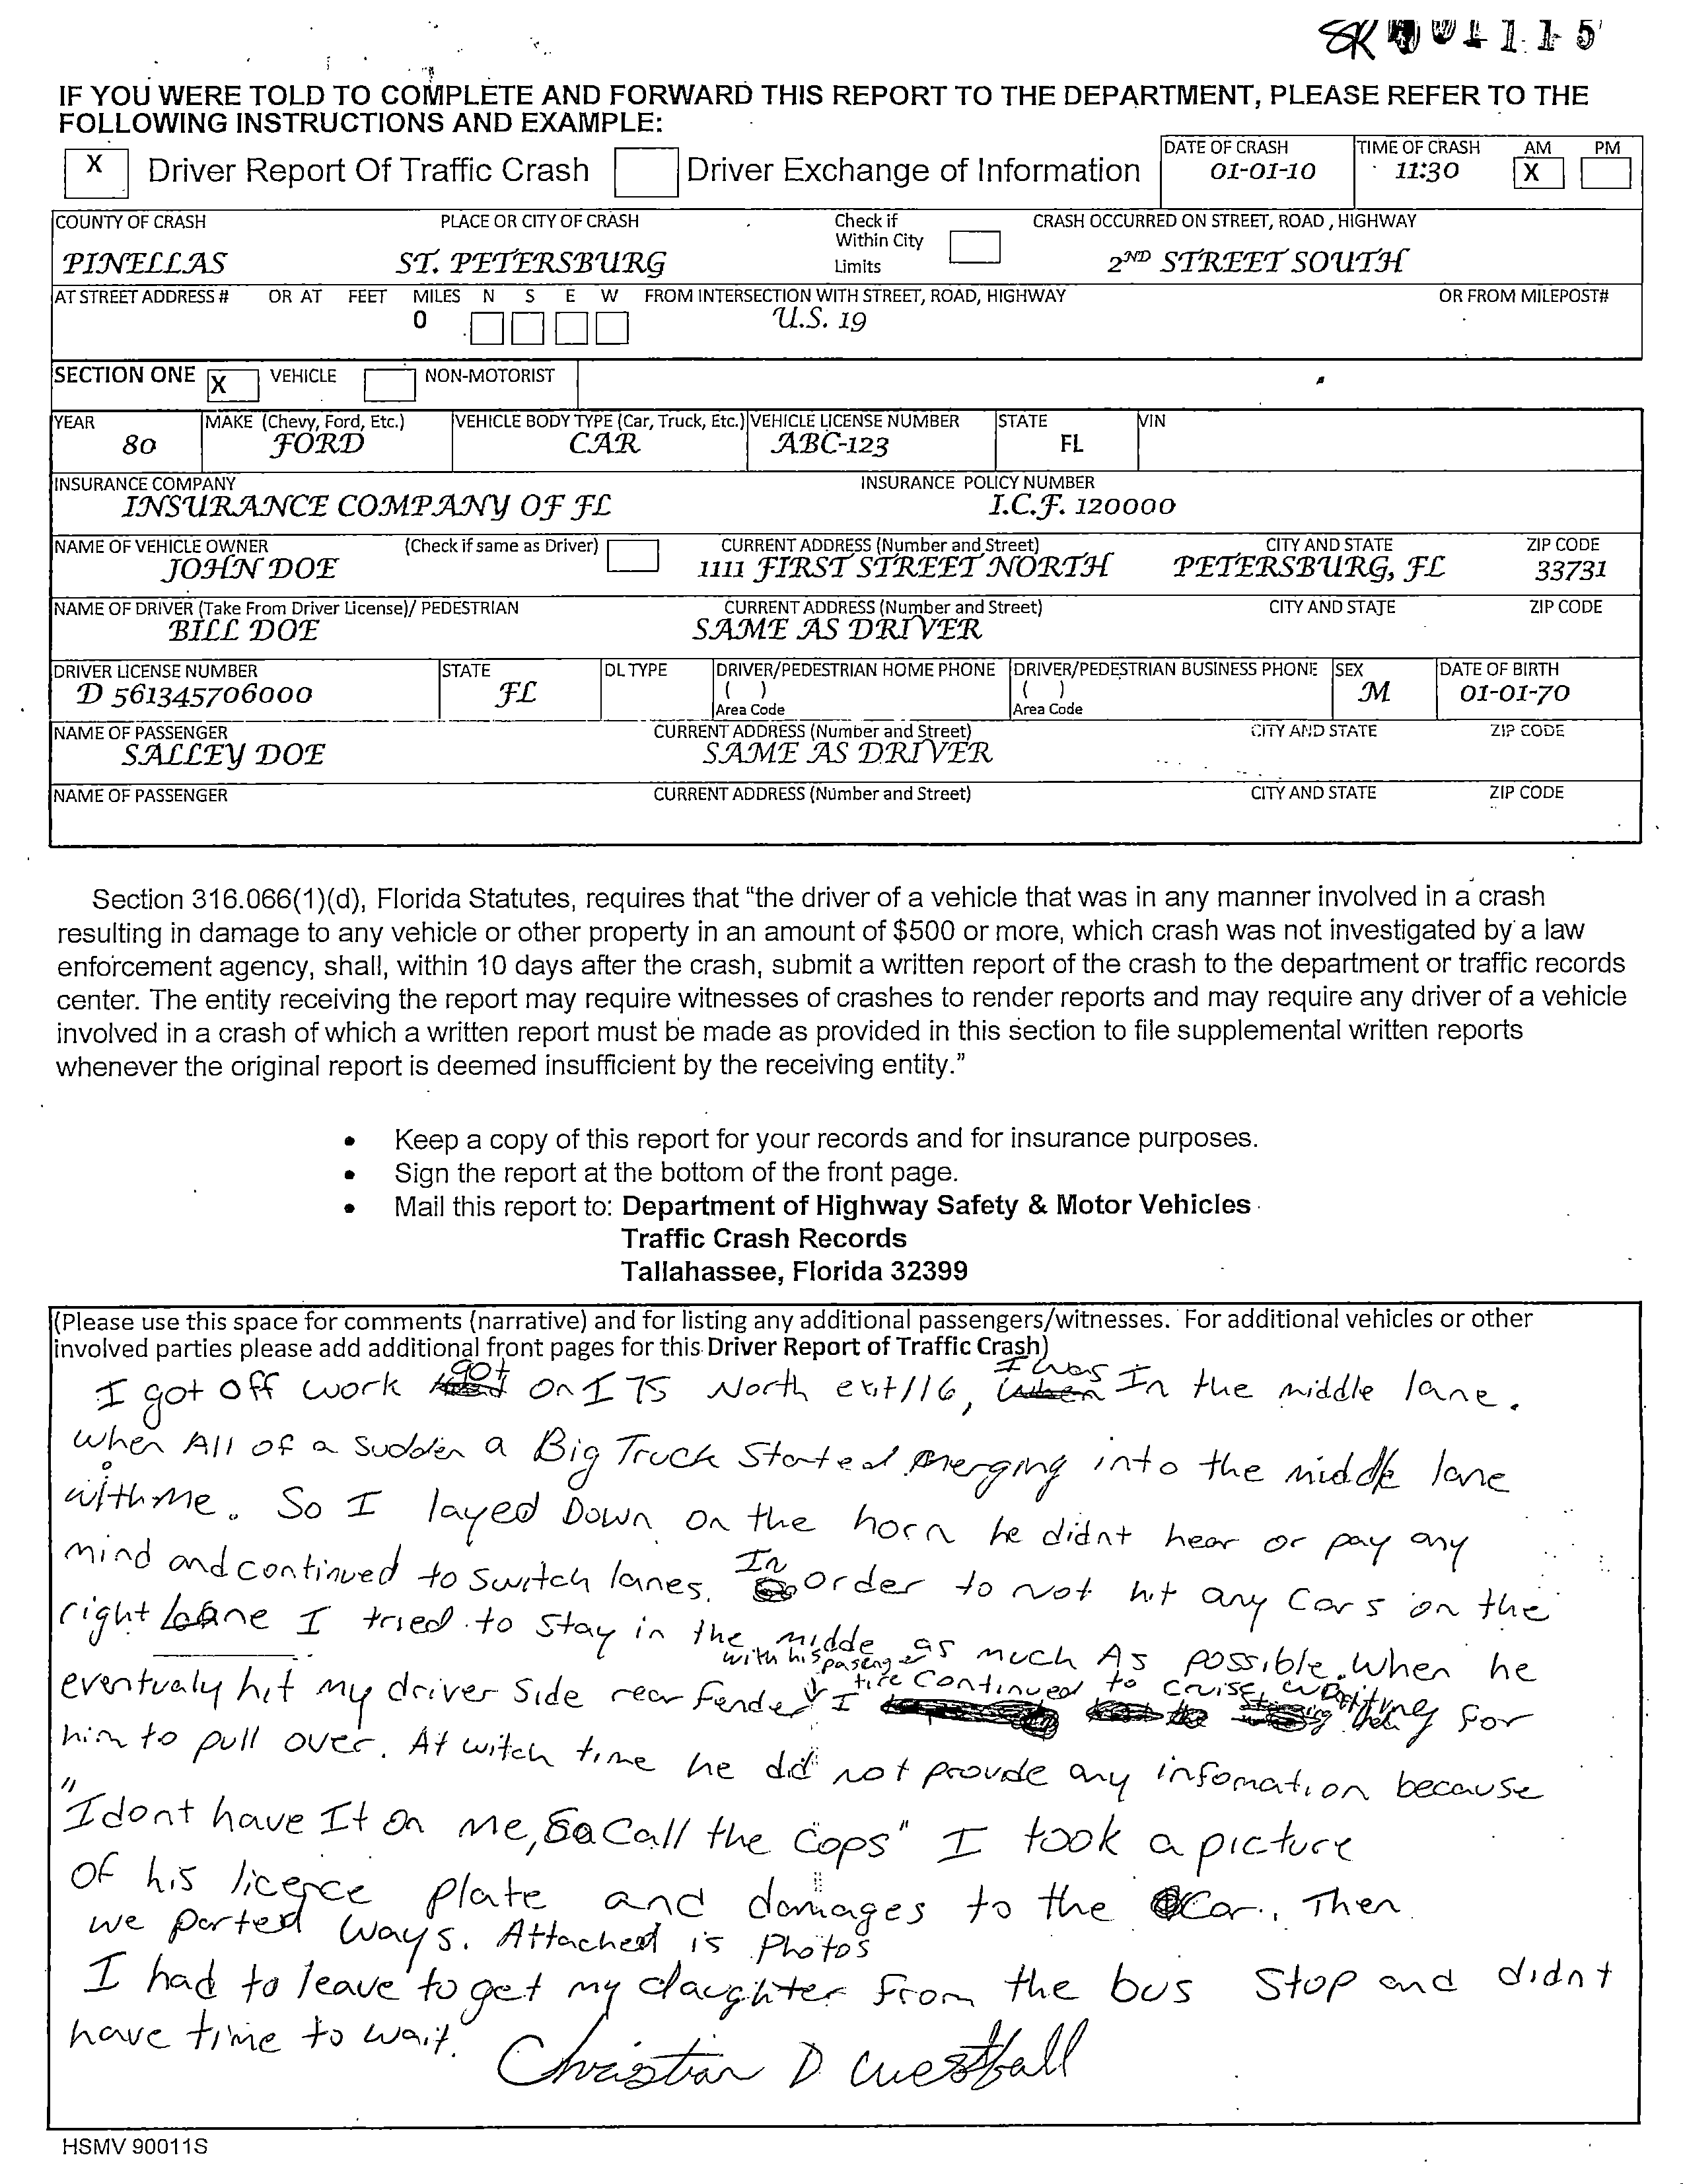 1115
IF YOU WERE TOLD TO COMPLETE AND FORWARD THIS REPORT TO THE DEPARTMENT, PLEASE REFER TO THE
FOLLOWING INSTRUCTIONS AND EXAMPLE:
X Driver Report Of Traffic Crash Driver Exchange of Information
DATE OF CRASH TIME OF CRASH AM PM
01-01-10 11:30 X
COUNTY OF CRASH PLACE OR CITY OF CRASH Check if Within City Limits CRASH OCCURRED ON STREET, ROAD , HIGHWAY
PINELLAS ST. PETERSBURG 2ND STREET SOUTH
AT STREET ADDRESS # OR AT FEET MILES N S E W FROM INTERSECTION WITH STREET, ROAD, HIGHWAY OR FROM MILEPOST#
0 U.S. 19
SECTION ONE X VEHICLE NON-MOTORIST
YEAR MAKE (Chevy, Ford, Etc.) VEHICLE BODY TYPE (Car, Truck, Etc.) VEHICLE LICENSE NUMBER STATE VIN
80 FORD CAR ABC-123 FL
INSURANCE COMPANY INSURANCE POLICY NUMBER
INSURANCE COMPANY OF FL I.C.F. 120000
NAME OF VEHICLE OWNER (Check if same as Driver) CURRENT ADDRESS (Number and Street) CITY AND STATE ZIP CODE
JOHN DOE 1111 FIRST STREET NORTH PETERSBURG, FL 33731
NAME OF DRIVER (Take From Driver License)/ PEDESTRIAN CURRENT ADDRESS (Number and Street) CITY AND STATE ZIP CODE
BILL DOE SAME AS DRIVER
DRIVER LICENSE NUMBER STATE DL TYPE DRIVER/PEDESTRIAN HOME PHONE DRIVER/PEDESTRIAN BUSINESS PHONE SEX DATE OF BIRTH
D 561345706000 FL ( ) ( ) M 01-01-70
Area Code Area Code
NAME OF PASSENGER CURRENT ADDRESS (Number and Street) CITY AND STATE ZIP CODE
SALLEY DOE SAME AS DRIVER
NAME OF PASSENGER CURRENT ADDRESS (Number and Street) CITY AND STATE ZIP CODE
Section 316.066(1)(d), Florida Statutes, requires that “the driver of a vehicle that was in any manner involved in a crash
resulting in damage to any vehicle or other property in an amount of $500 or more, which crash was not investigated by a law
enforcement agency, shall, within 10 days after the crash, submit a written report of the crash to the department or traffic records
center. The entity receiving the report may require witnesses of crashes to render reports and may require any driver of a vehicle
involved in a crash of which a written report must be made as provided in this section to file supplemental written reports
whenever the original report is deemed insufficient by the receiving entity.”
• Keep a copy of this report for your records and for insurance purposes.
• Sign the report at the bottom of the front page.
• Mail this report to: Department of Highway Safety & Motor Vehicles
Traffic Crash Records
Tallahassee, Florida 32399
(Please use this space for comments (narrative) and for listing any additional passengers/witnesses. For additional vehicles or other
involved parties please add additional front pages for this Driver Report of Traffic Crash)
I got off work got on I 75 North exit 116, I was In the middle lane.
when All of a sudden a Big Truck Started merging into the middle lane
with me. So I layed Down on the horn he didnt hear or pay any
mind and continued to switch lanes. In order to not hit any Cars on the
right lane I tried to stay in the midde as much As possible. When he
eventualy hit my driver side rear fender with his pasenger tire I continued to cruise waiting for
him to pull over. At witch time he did not provide any infomation because
"I dont have It on me, So Call the Cops" I took a picture
of his licence plate and damages to the Car. Then
we parted ways. Attached is Photos
I had to leave to get my daughter from the bus stop and didnt
have time to wait. Christian D Westfall
HSMV 90011S